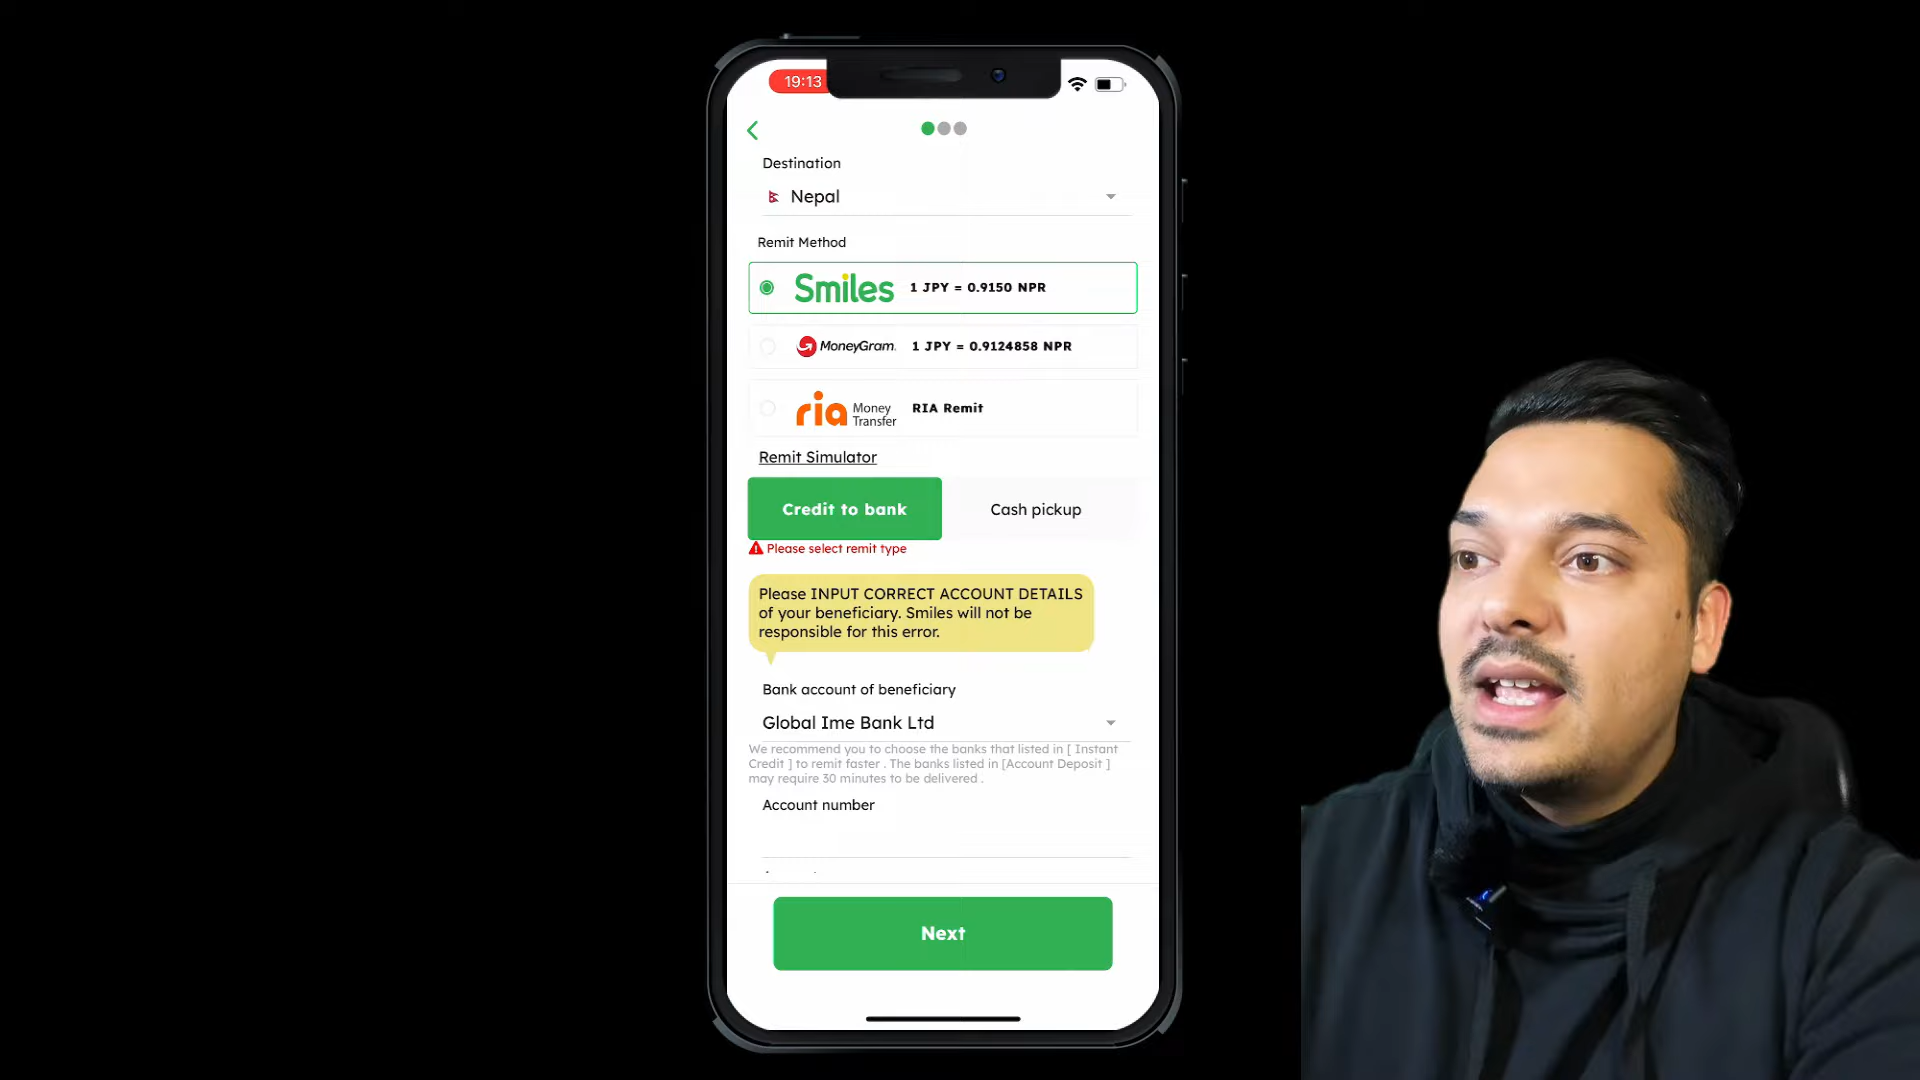 19:13
Destination
Nepal
Remit Method
Smiles 1 JPY = 0.9150 NPR
MoneyGram. 1 JPY = 0.9124858 NPR
ria Money Transfer RIA Remit
Remit Simulator
Credit to bank Cash pickup
Please select remit type
Please INPUT CORRECT ACCOUNT DETAILS
of your beneficiary. Smiles will not be
responsible for this error.
Bank account of beneficiary
Global Ime Bank Ltd
We recommend you to choose the banks that listed in [ Instant
Credit ] to remit faster . The banks listed in [Account Deposit ]
may require 30 minutes to be delivered .
Account number
Next